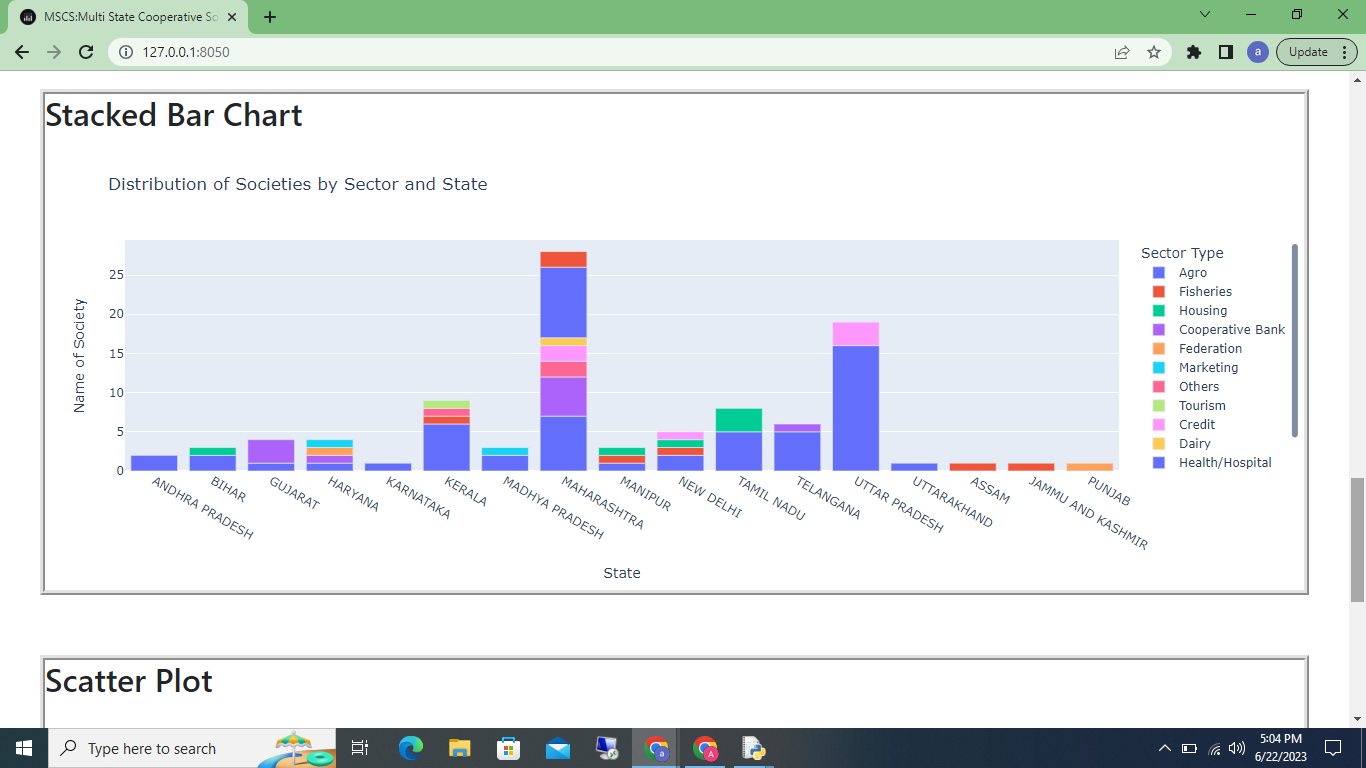 MSCS:Multi State Cooperative So
127.0.0.1:8050
a
Update
Stacked Bar Chart
Distribution of Societies by Sector and State
Name of Society
25
20
15
10
5
0
ANDHRA PRADESH
BIHAR
GUJARAT
HARYANA
KARNATAKA
KERALA
MADHYA PRADESH
MAHARASHTRA
MANIPUR
NEW DELHI
TAMIL NADU
TELANGANA
UTTAR PRADESH
UTTARAKHAND
ASSAM
JAMMU AND KASHMIR
PUNJAB
State
Sector Type
Agro
Fisheries
Housing
Cooperative Bank
Federation
Marketing
Others
Tourism
Credit
Dairy
Health/Hospital
Scatter Plot
Type here to search
a
A
5:04 PM
6/22/2023